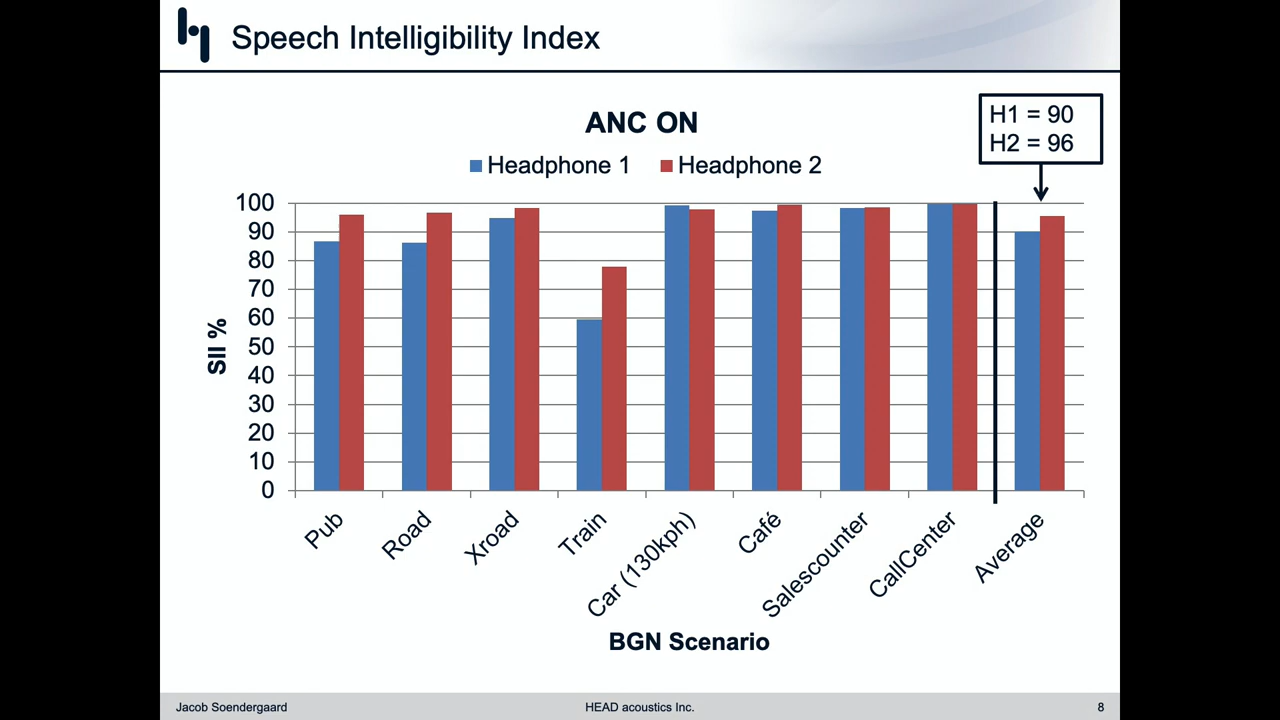 Speech Intelligibility Index
ANC ON
H1 = 90
H2 = 96
Headphone 1
Headphone 2
SII %
100
90
80
70
60
50
40
30
20
10
0
Pub
Road
Xroad
Train
Car (130kph)
Café
Salescounter
CallCenter
Average
BGN Scenario
Jacob Soendergaard
HEAD acoustics Inc.
8